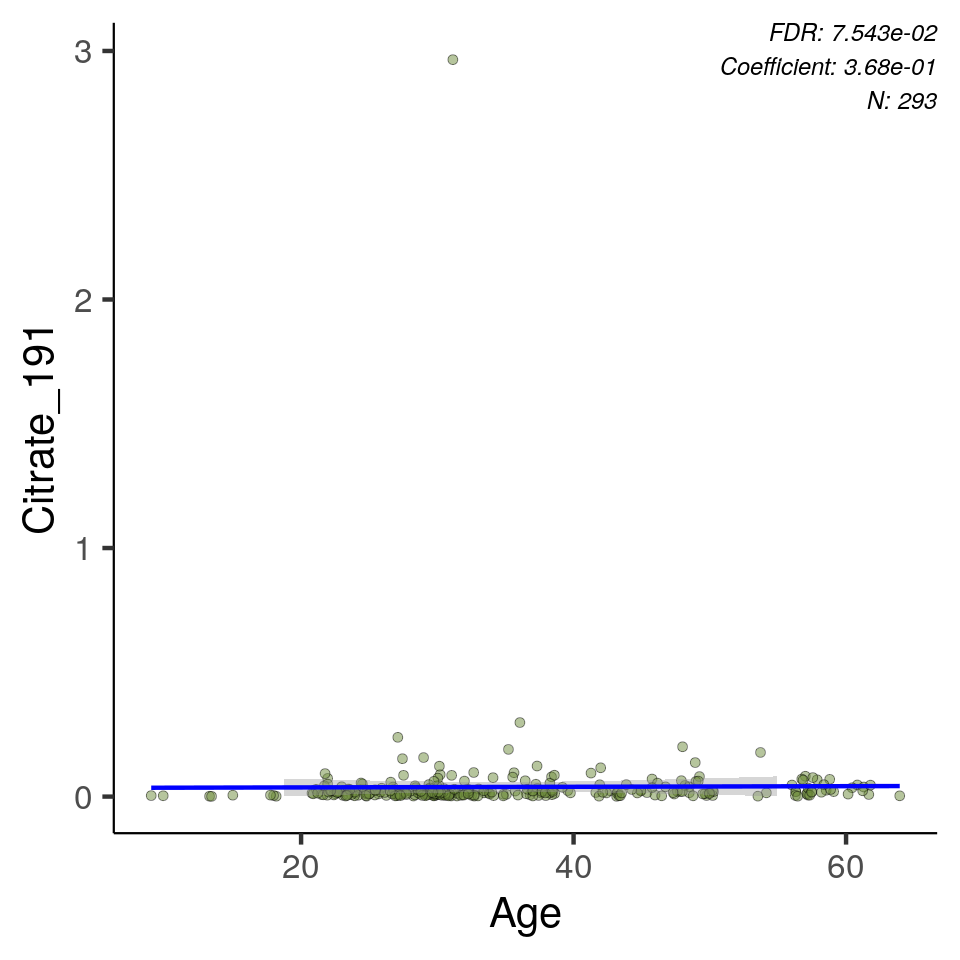 FDR: 7.543e-02
Coefficient: 3.68e-01
N: 293
3
2
1
0
Citrate_191
20 40 60
Age